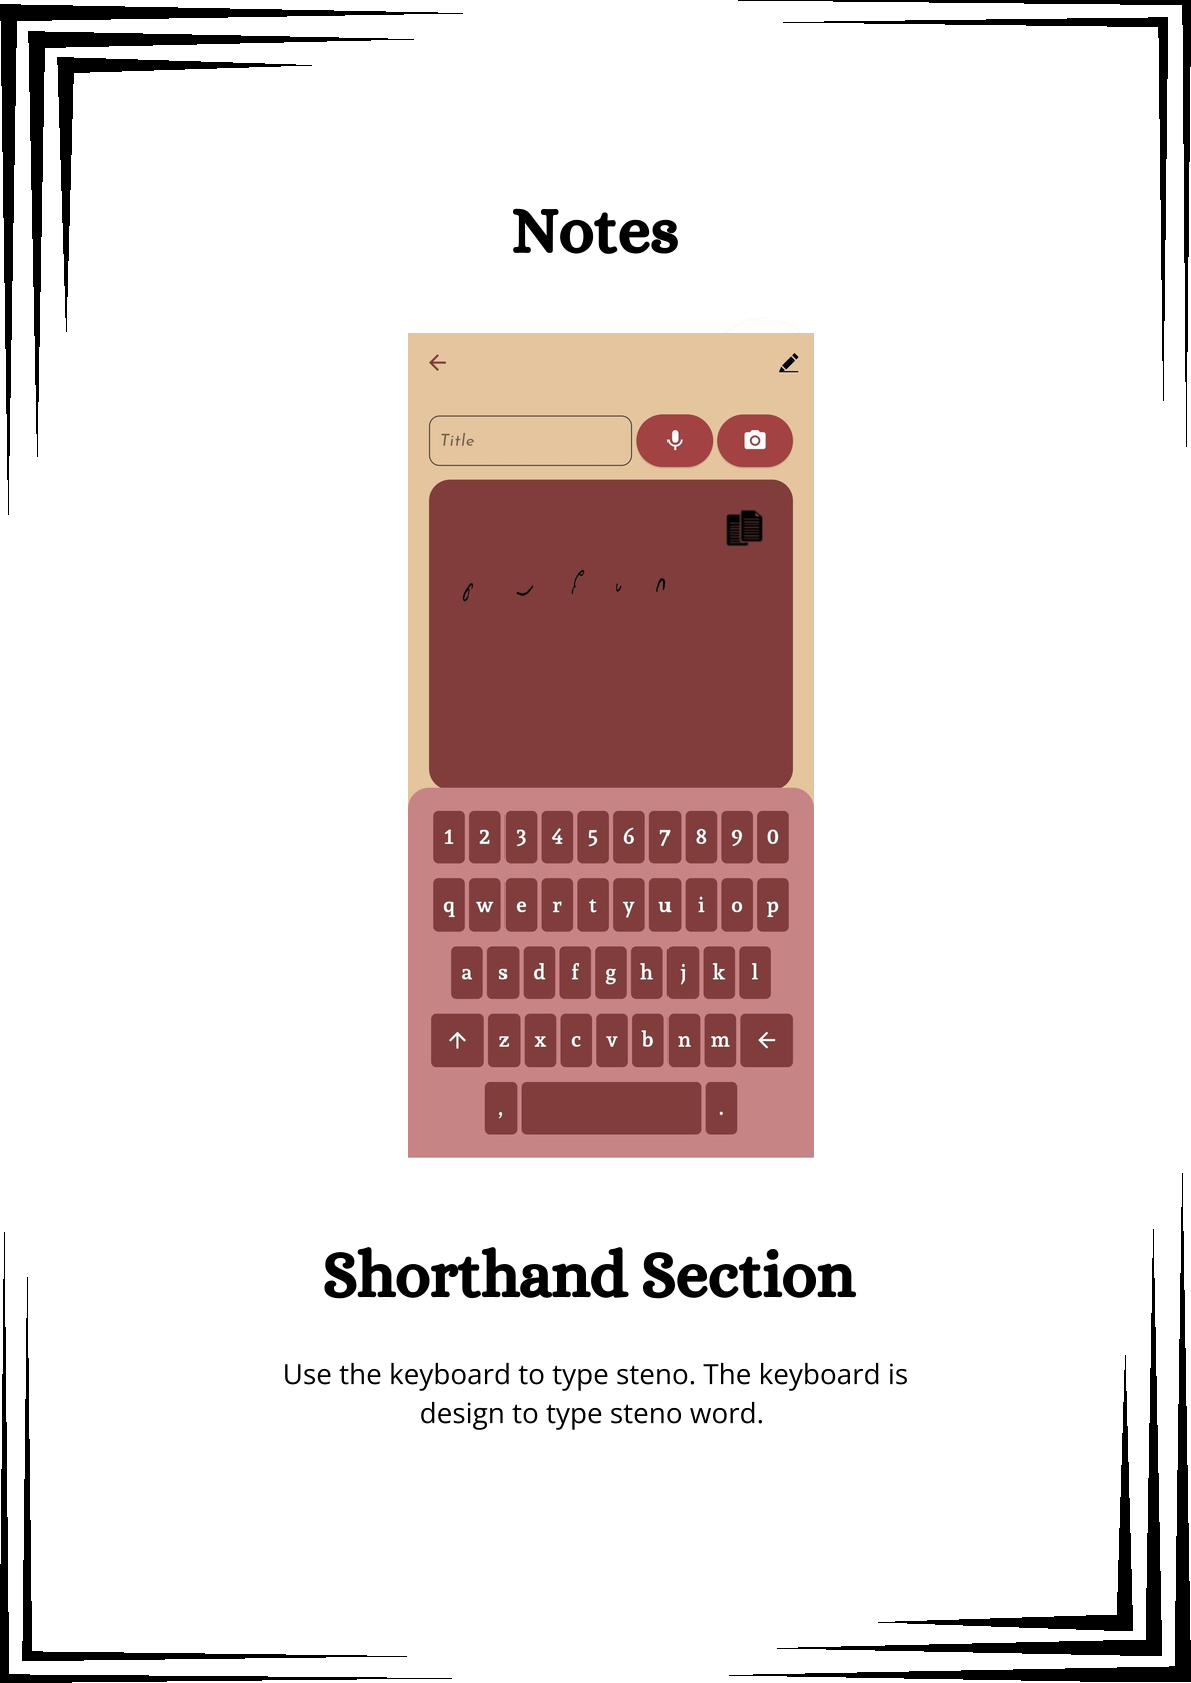 Notes
Title
1 2 3 4 5 6 7 8 9 0
q w e r t y u i o p
a s d f g h j k l
z x c v b n m
, .
Shorthand Section
Use the keyboard to type steno. The keyboard is
design to type steno word.